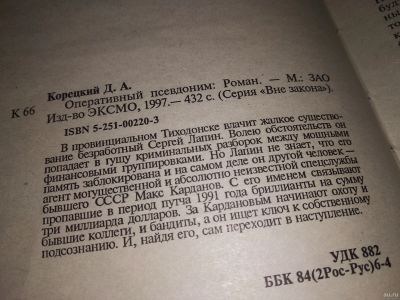 Корецкий Д. А.
К 66
Оперативный псевдоним: Роман. — М.: ЗАО
Изд-во ЭКСМО, 1997.— 432 с. (Серия «Вне закона»).
ISBN 5-251-00220-3
В провинциальном Тиходонске влачит жалкое существо-
вание безработный Сергей Лапин. Волею обстоятельств он
попадает в гущу криминальных разборок между мощными
финансовыми группировками. Но Лапин не знает, что его
память заблокирована и на самом деле он другой человек —
агент могущественной и абсолютно неизвестной спецслужбы
бывшего СССР Макс Карданов. С его именем связывают
пропавшие в период путча 1991 года бриллианты на сумму
три миллиарда долларов. За Кардановым начинают охоту и
бывшие коллеги, и бандиты, а он ищет ключ к собственному
подсознанию. И, найдя его, сам переходит в наступление.
УДК 882
ББК 84(2Рос-Рус)6-4
au.ru